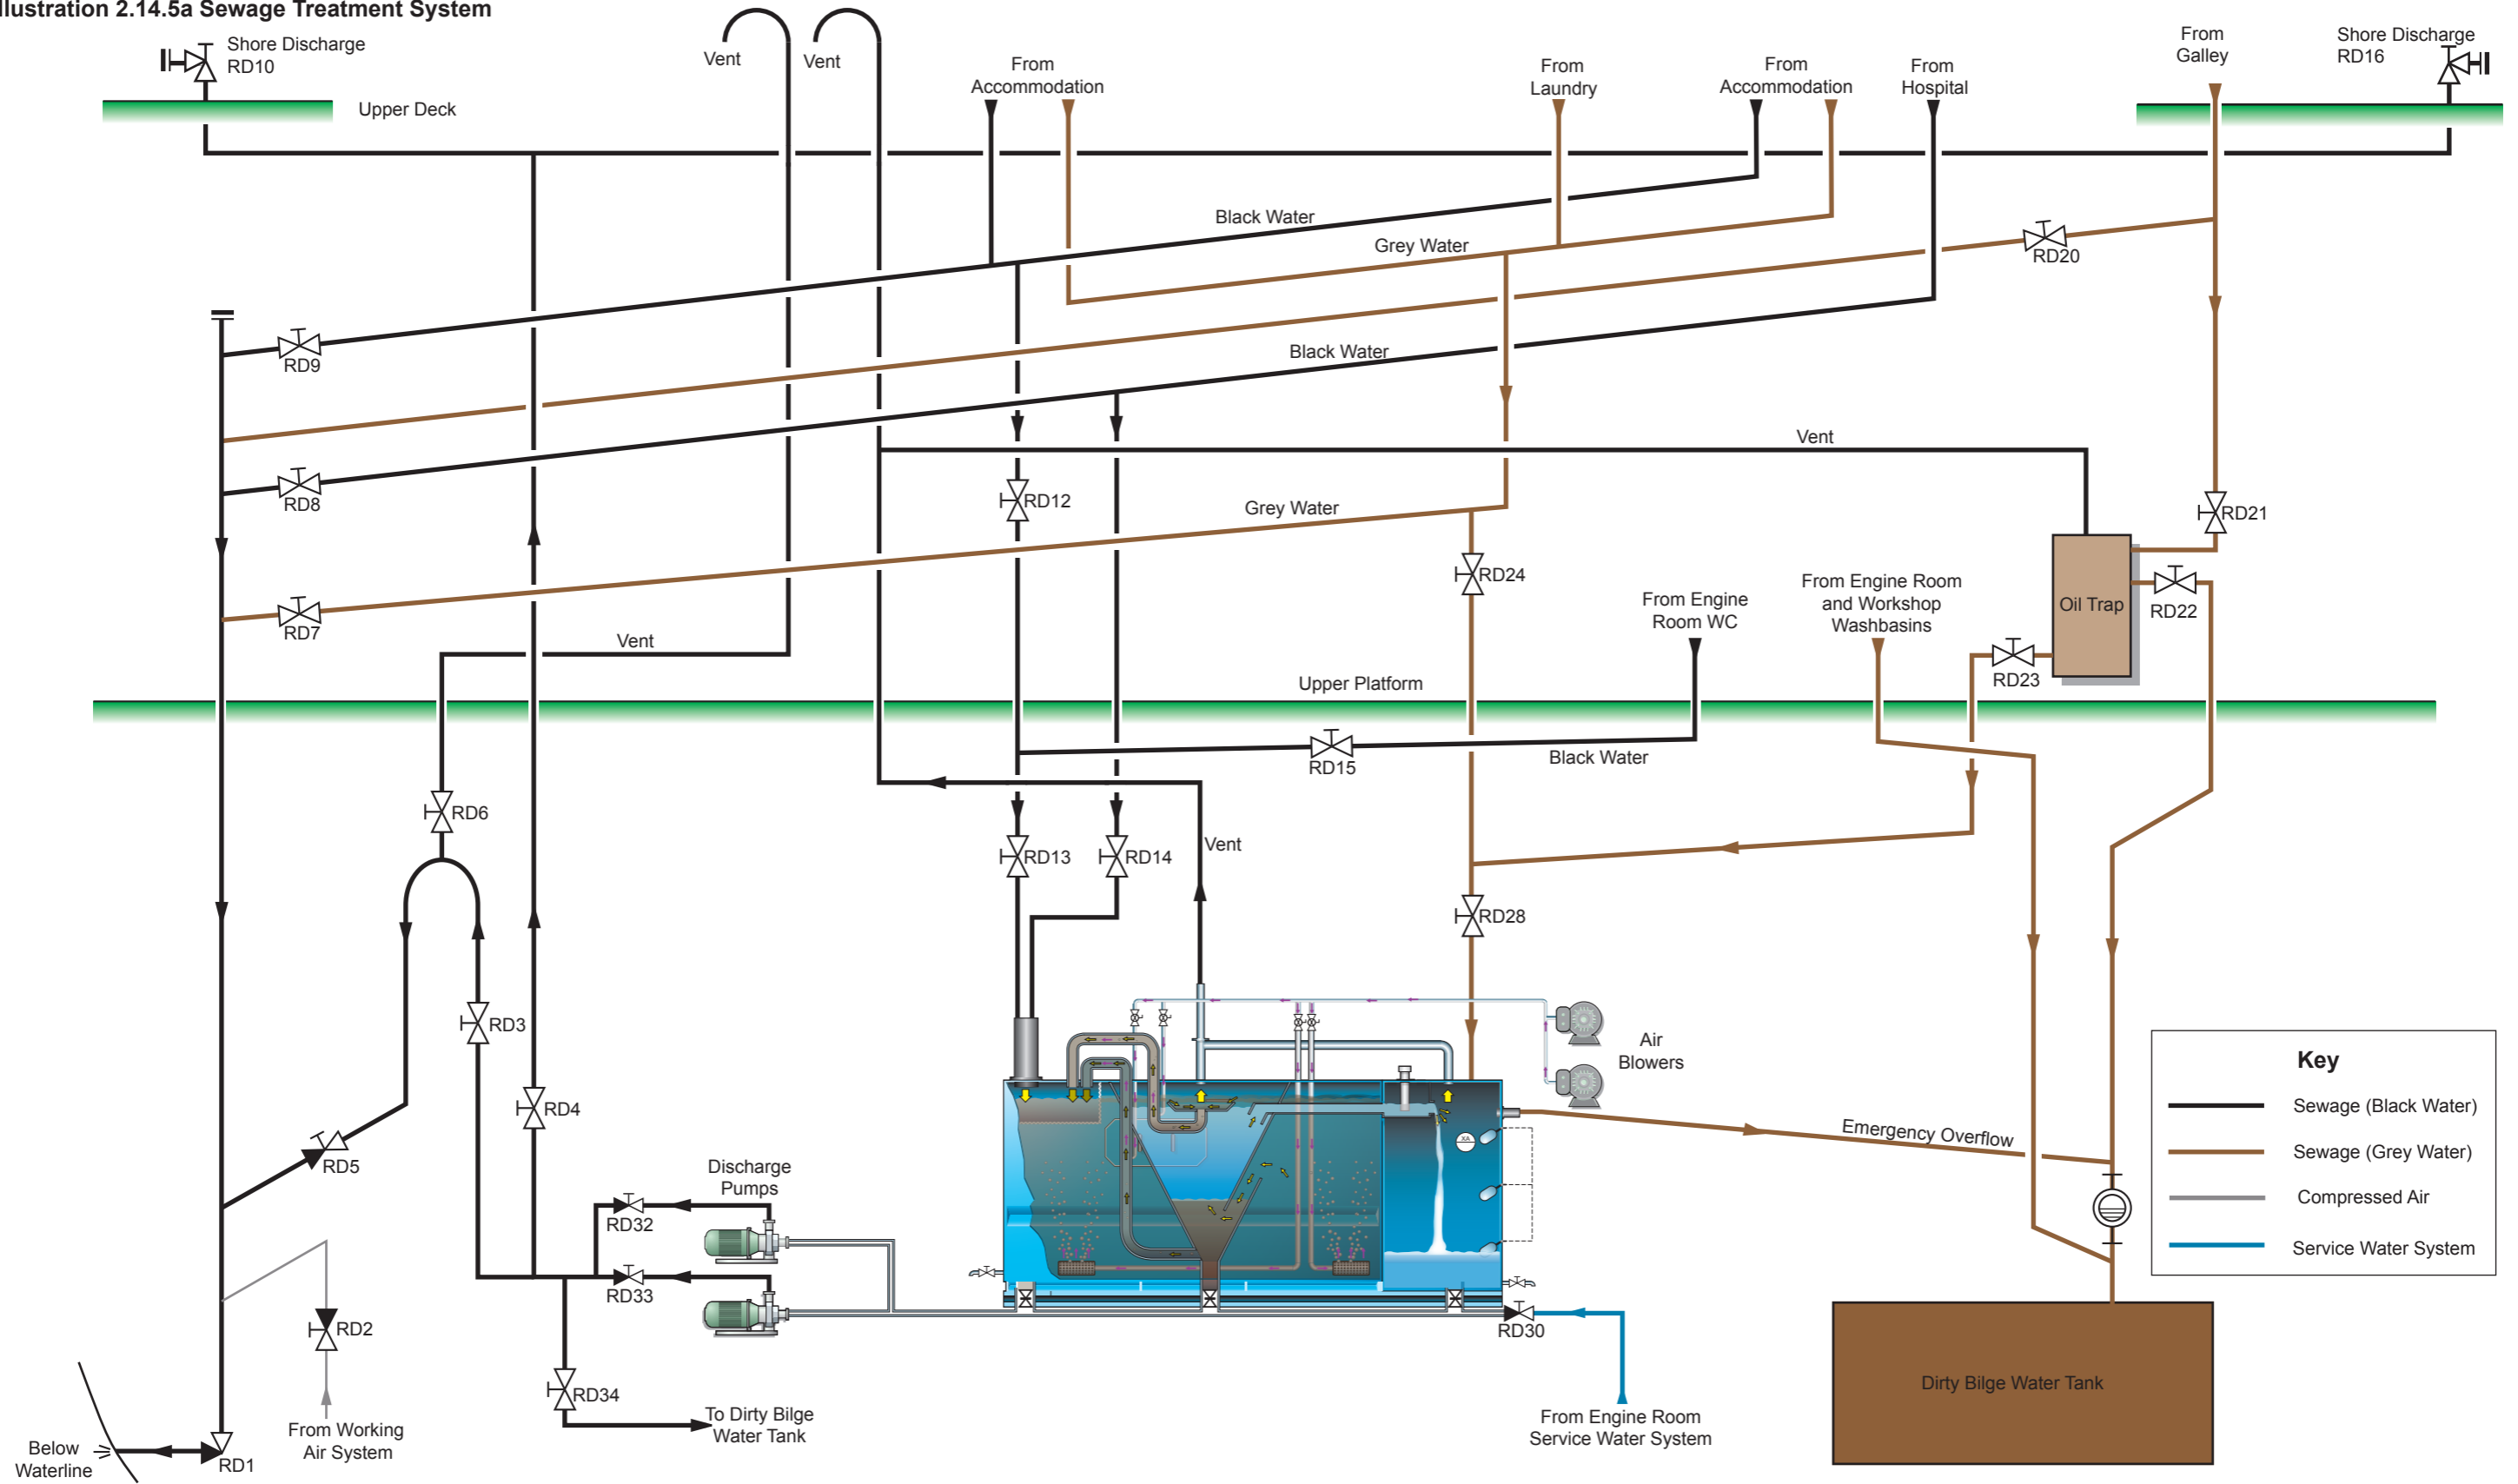 llustration 2.14.5a Sewage Treatment System
Shore Discharge
RD10
Upper Deck
Vent
Vent
From
Accommodation
From
Laundry
From
Accommodation
From
Hospital
From
Galley
Shore Discharge
RD16
Black Water
Grey Water
RD20
RD9
Black Water
Vent
RD8
RD12
Grey Water
RD21
RD24
From Engine
Room WC
From Engine Room
and Workshop
Washbasins
Oil Trap
RD22
RD7
Vent
RD23
Upper Platform
RD15
Black Water
RD6
RD13
RD14
Vent
RD28
RD3
Air
Blowers
RD4
Key
Sewage (Black Water)
Sewage (Grey Water)
Compressed Air
Service Water System
XA
Emergency Overflow
RD5
Discharge
Pumps
RD32
RD33
RD2
RD30
RD34
From Working
Air System
To Dirty Bilge
Water Tank
From Engine Room
Service Water System
Dirty Bilge Water Tank
Below
Waterline
RD1